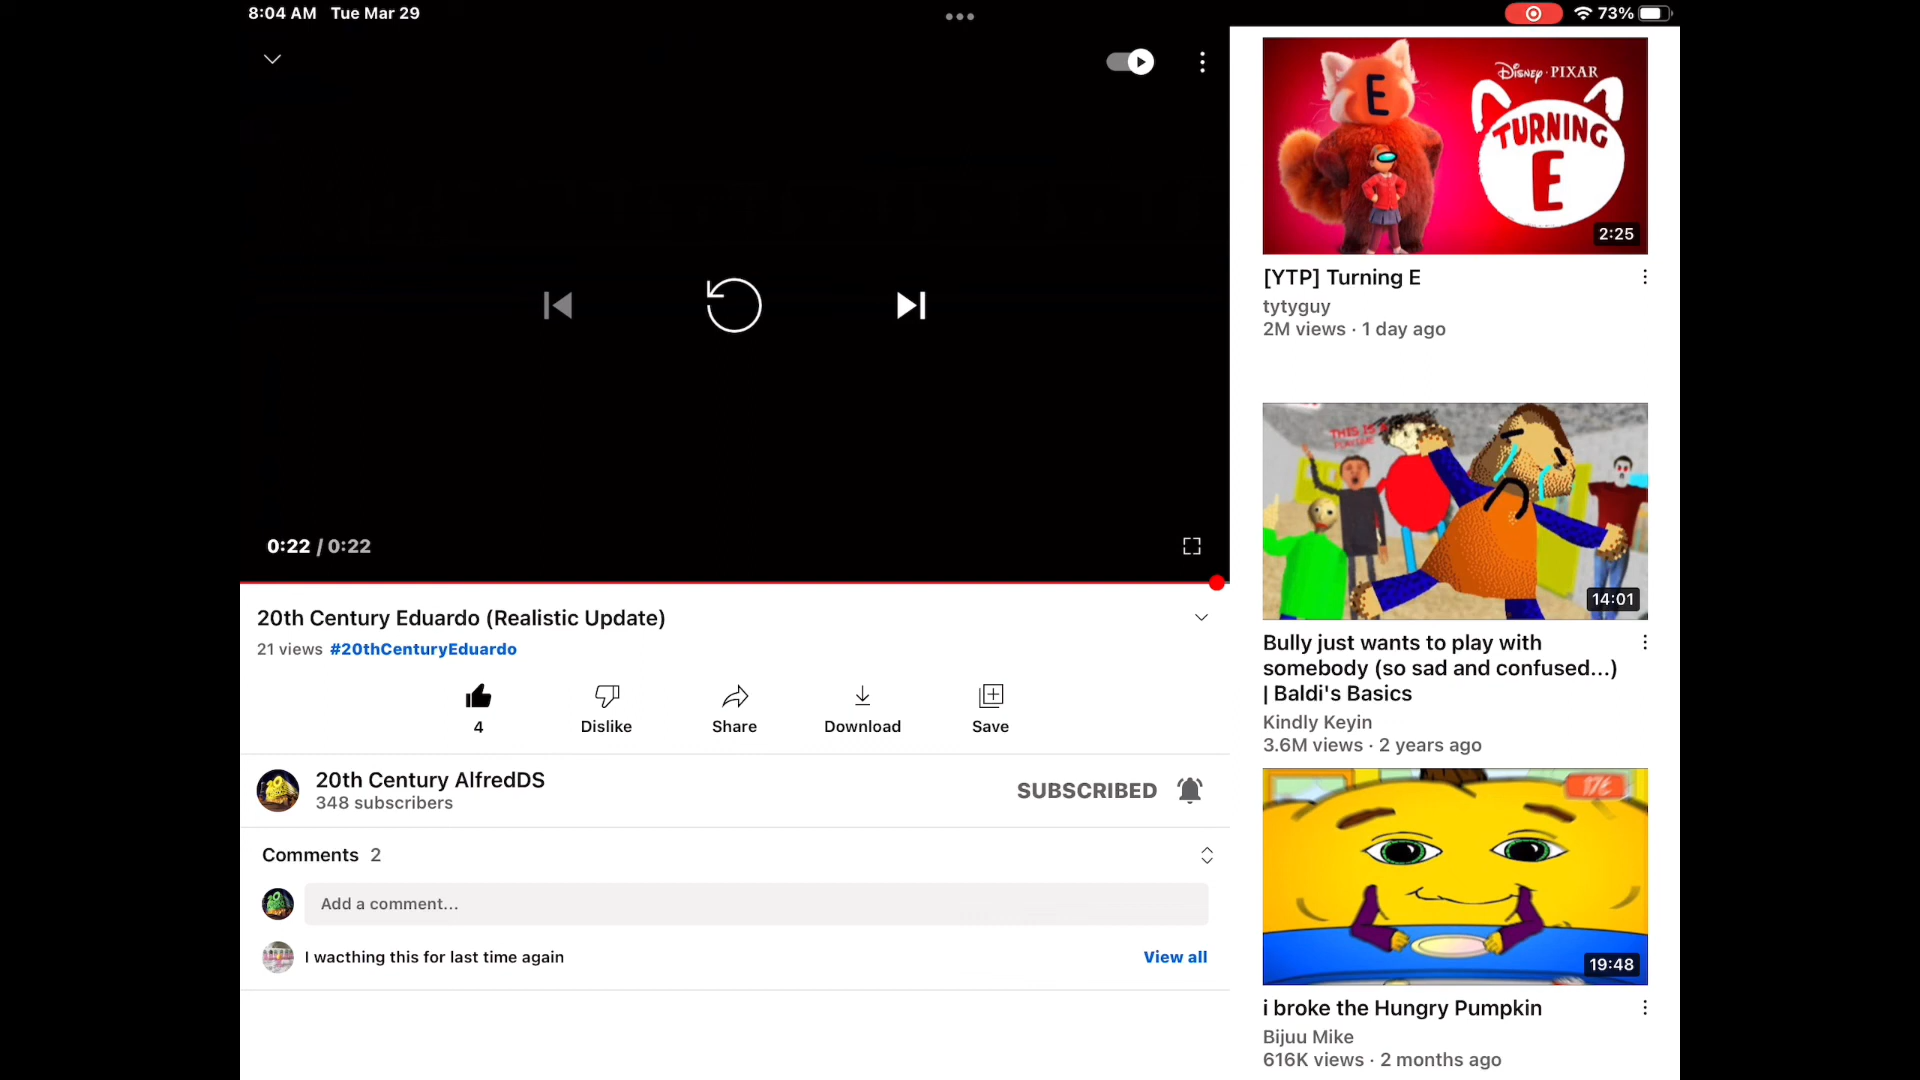 8:04 AM Tue Mar 29
73%
0:22 / 0:22
20th Century Eduardo (Realistic Update)
21 views #20thCenturyEduardo
4
Dislike
Share
Download
Save
20th Century AlfredDS
348 subscribers
SUBSCRIBED
Comments 2
Add a comment...
I wacthing this for last time again
View all
E
Disney · PIXAR
TURNING
E
2:25
[YTP] Turning E
tytyguy
2M views · 1 day ago
THIS IS
14:01
Bully just wants to play with
somebody (so sad and confused...)
| Baldi's Basics
Kindly Keyin
3.6M views · 2 years ago
19:48
i broke the Hungry Pumpkin
Bijuu Mike
616K views · 2 months ago